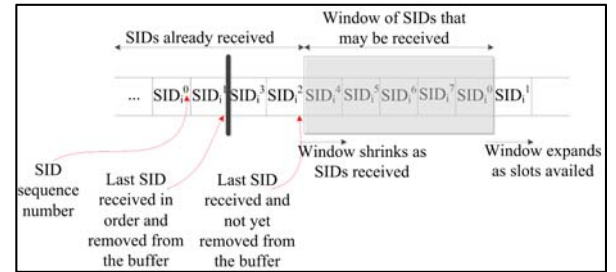 SIDs already received
Window of SIDs that
may be received
... SIDᵢ⁰ SIDᵢ¹ SIDᵢ³ SIDᵢ² SIDᵢ⁴ SIDᵢ⁵ SIDᵢ⁶ SIDᵢ⁷ SIDᵢ⁰ SIDᵢ¹
Window shrinks as
SIDs received
Window expands
as slots availed
SID
sequence
number
Last SID
received in
order and
removed from
the buffer
Last SID
received and
not yet
removed from
the buffer